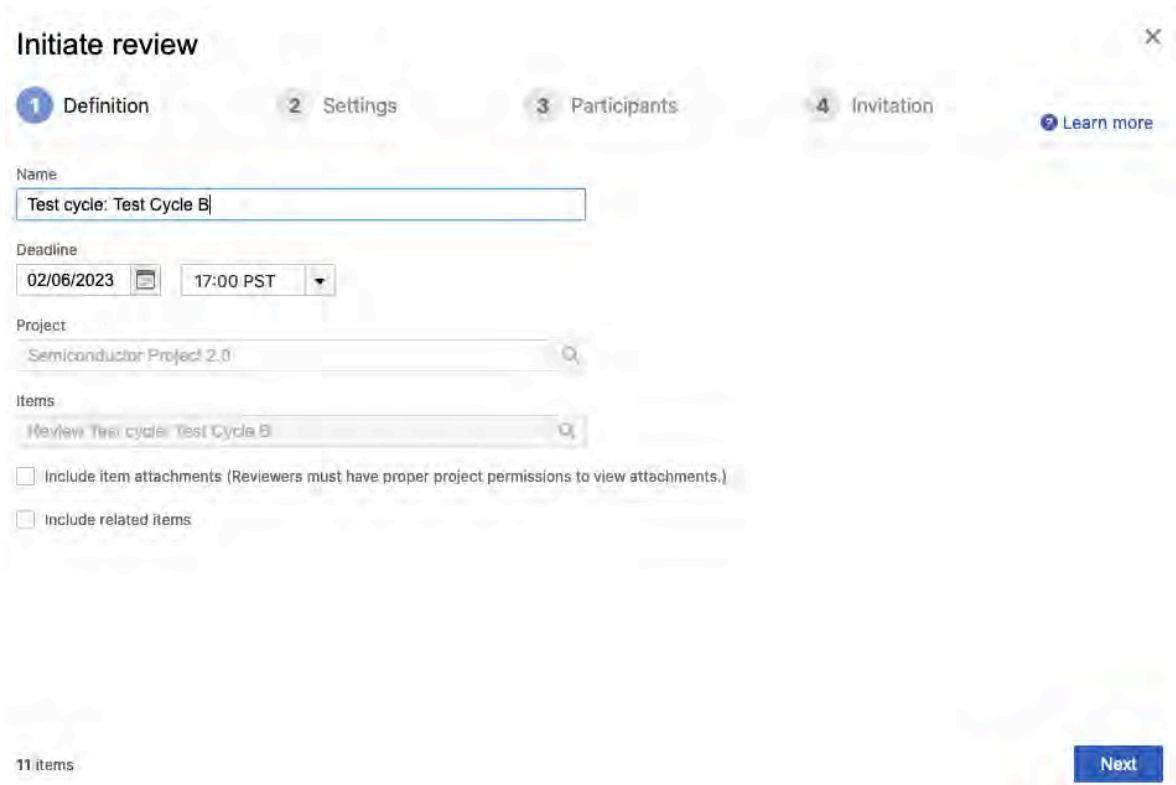 Initiate review
1 Definition 2 Settings 3 Participants 4 Invitation
Learn more
Name
Test cycle: Test Cycle B
Deadline
02/06/2023 17:00 PST
Project
Semiconductor Project 2.0
Items
Review Test cycle: Test Cycle B
Include item attachments (Reviewers must have proper project permissions to view attachments.)
Include related items
11 items Next